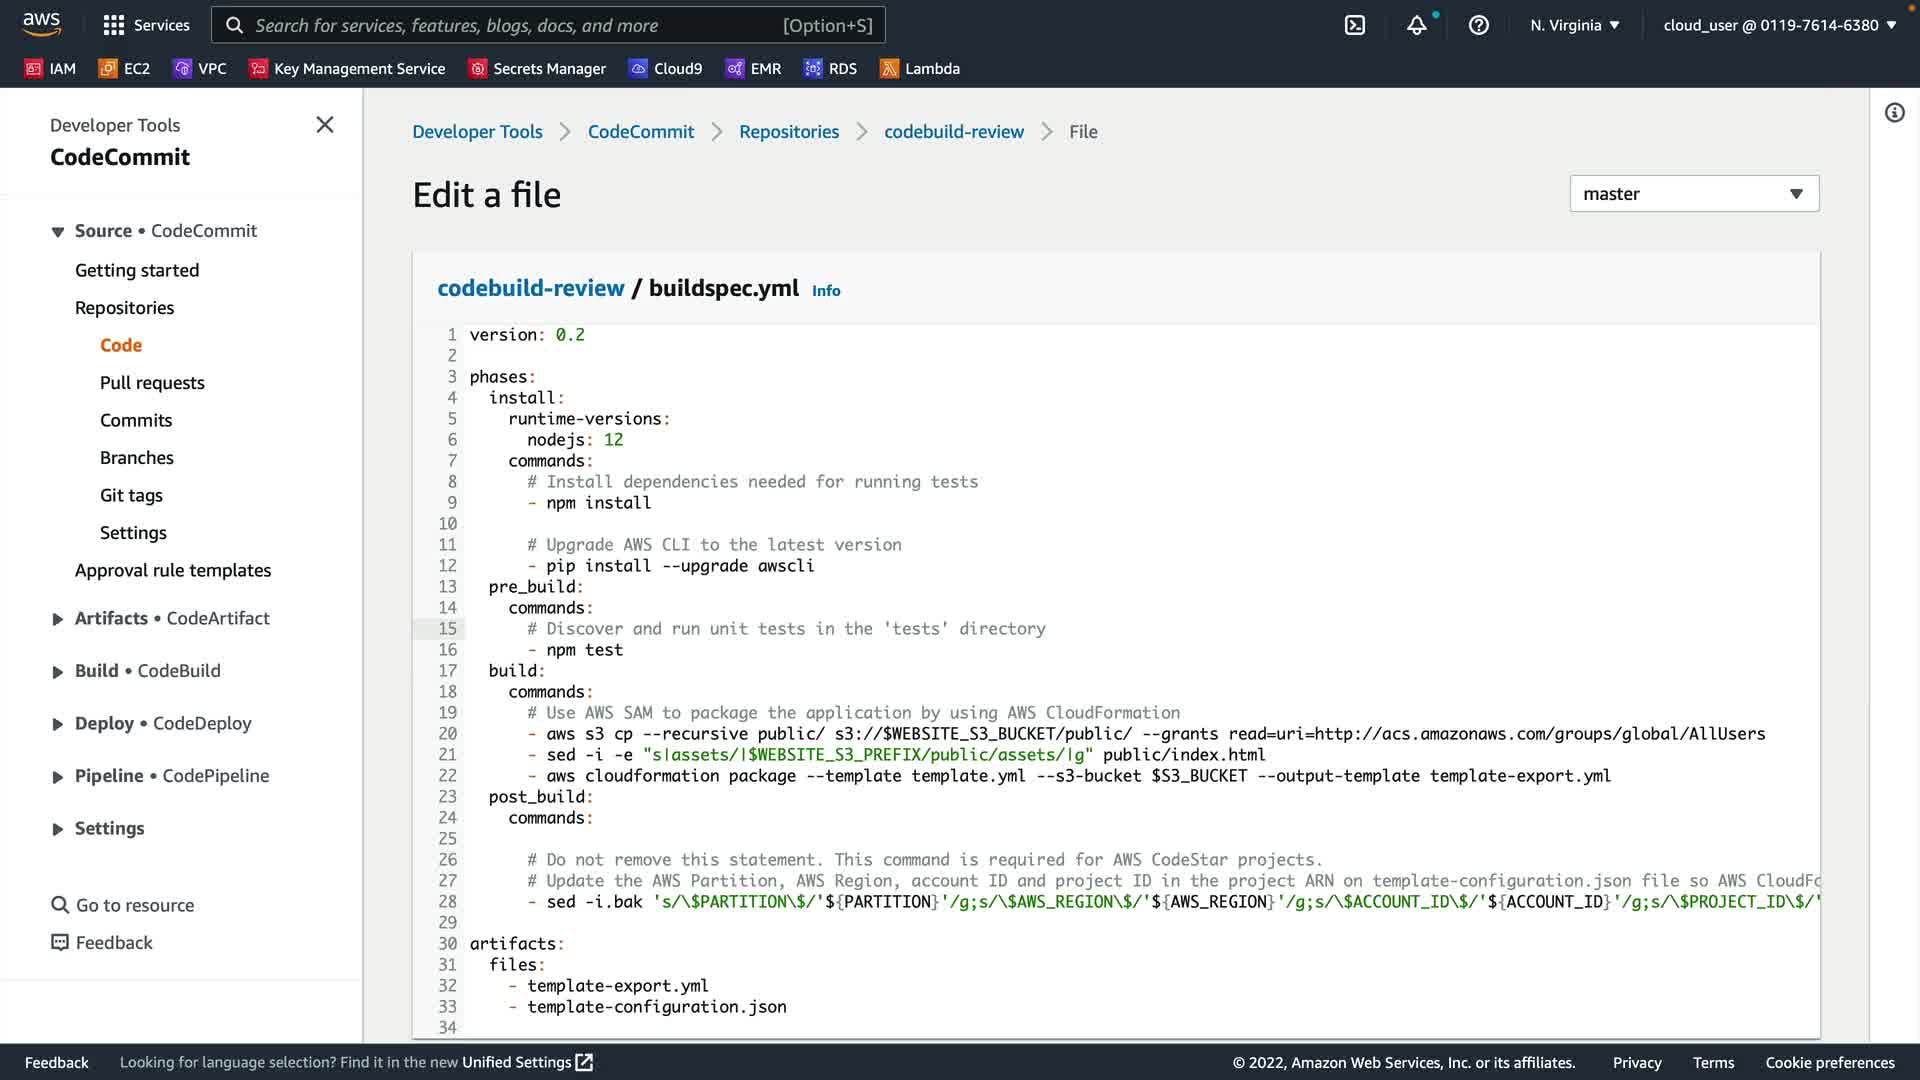 aws
Services
Search for services, features, blogs, docs, and more
[Option+S]
N. Virginia
cloud_user @ 0119-7614-6380
IAM
EC2
VPC
Key Management Service
Secrets Manager
Cloud9
EMR
RDS
Lambda
Developer Tools
CodeCommit
Source • CodeCommit
Getting started
Repositories
Code
Pull requests
Commits
Branches
Git tags
Settings
Approval rule templates
Artifacts • CodeArtifact
Build • CodeBuild
Deploy • CodeDeploy
Pipeline • CodePipeline
Settings
Go to resource
Feedback
Developer Tools > CodeCommit > Repositories > codebuild-review > File
Edit a file
master
codebuild-review / buildspec.yml Info
1 version: 0.2
2
3 phases:
4   install:
5     runtime-versions:
6       nodejs: 12
7     commands:
8       # Install dependencies needed for running tests
9       - npm install
10
11       # Upgrade AWS CLI to the latest version
12       - pip install --upgrade awscli
13   pre_build:
14     commands:
15       # Discover and run unit tests in the 'tests' directory
16       - npm test
17   build:
18     commands:
19       # Use AWS SAM to package the application by using AWS CloudFormation
20       - aws s3 cp --recursive public/ s3://$WEBSITE_S3_BUCKET/public/ --grants read=uri=http://acs.amazonaws.com/groups/global/AllUsers
21       - sed -i -e "s|assets/|$WEBSITE_S3_PREFIX/public/assets/|g" public/index.html
22       - aws cloudformation package --template template.yml --s3-bucket $S3_BUCKET --output-template template-export.yml
23   post_build:
24     commands:
25
26       # Do not remove this statement. This command is required for AWS CodeStar projects.
27       # Update the AWS Partition, AWS Region, account ID and project ID in the project ARN on template-configuration.json file so AWS CloudFo
28       - sed -i.bak 's/\$PARTITION\$/'${PARTITION}'/g;s/\$AWS_REGION\$/'${AWS_REGION}'/g;s/\$ACCOUNT_ID\$/'${ACCOUNT_ID}'/g;s/\$PROJECT_ID\$/'
29
30 artifacts:
31   files:
32     - template-export.yml
33     - template-configuration.json
34
Feedback
Looking for language selection? Find it in the new Unified Settings
© 2022, Amazon Web Services, Inc. or its affiliates.
Privacy
Terms
Cookie preferences